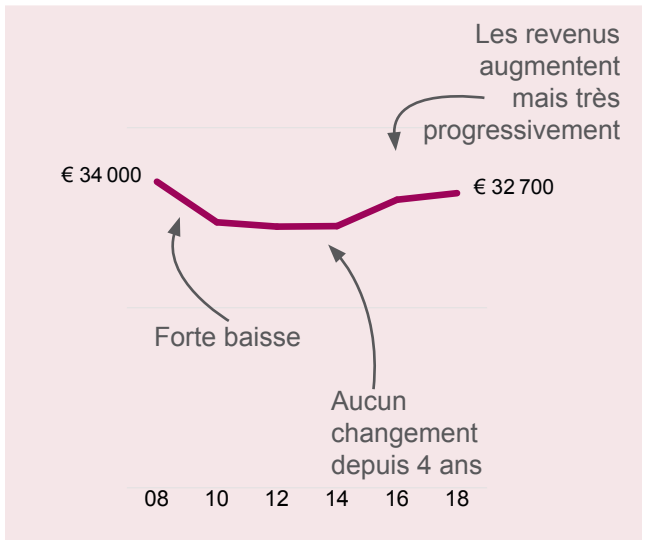 Les revenus
augmentent
mais très
progressivement
€ 34 000
€ 32 700
Forte baisse
Aucun
changement
depuis 4 ans
08 10 12 14 16 18